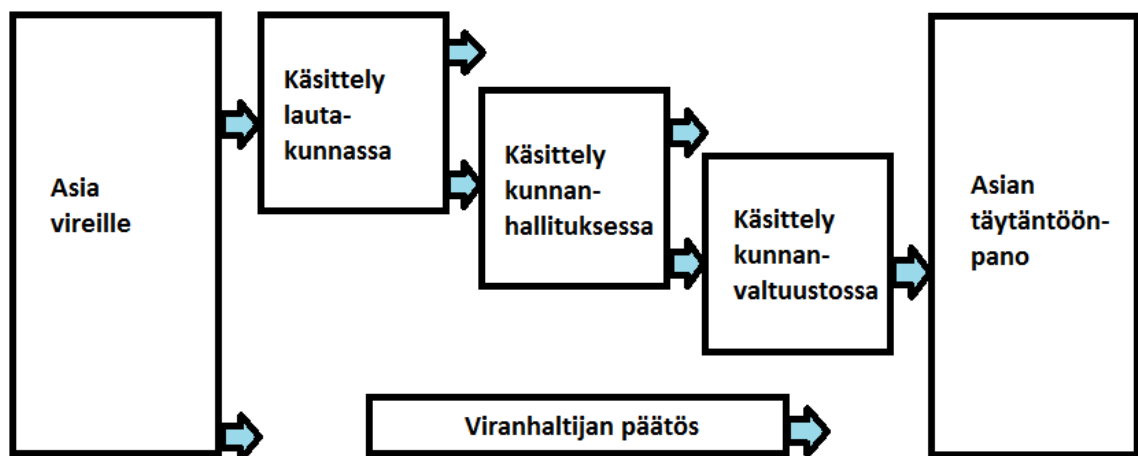 Asia
vireille
Käsittely
lauta-
kunnassa
Käsittely
kunnan-
hallituksessa
Käsittely
kunnan-
valtuustossa
Asian
täytäntöön-
pano
Viranhaltijan päätös